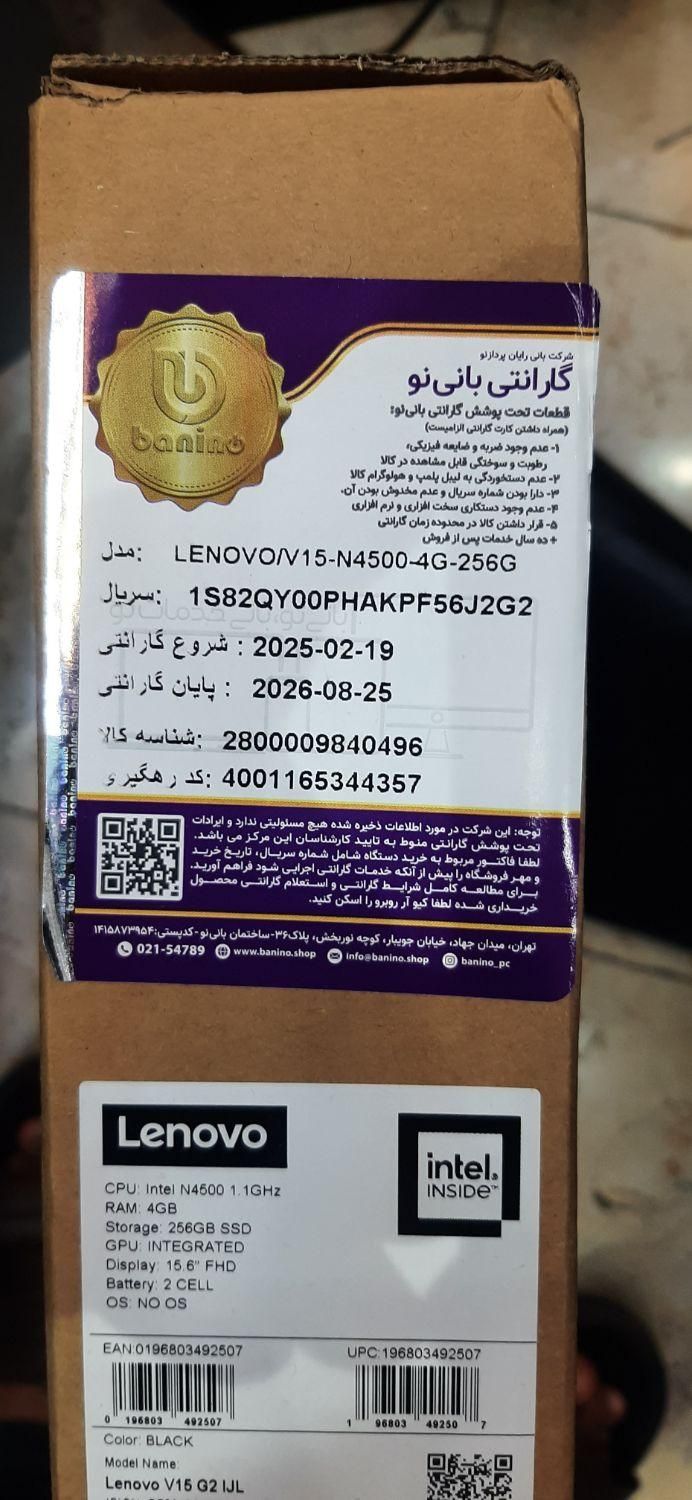 banino
شرکت بانی رایان پردازنو
گارانتی بانی‌نو
قطعات تحت پوشش گارانتی بانی‌نو:
(همراه داشتن کارت گارانتی الزامیست)
۱- عدم وجود ضربه و ضایعه فیزیکی،
رطوبت و سوختگی قابل مشاهده در کالا
۲- عدم دستخوردگی به لیبل پلمپ و هولوگرام کالا
۳- دارا بودن شماره سریال و عدم مخدوش بودن آن.
۴- عدم وجود دستکاری سخت افزاری و نرم افزاری
۵- قرار داشتن کالا در محدوده زمان گارانتی
+ ده سال خدمات پس از فروش
مدل: LENOVO/V15-N4500-4G-256G
سریال: 1S82QY00PHAKPF56J2G2
شروع گارانتی : 2025-02-19
پایان گارانتی : 2026-08-25
شناسه کالا: 2800009840496
کد رهگیری: 4001165344357
توجه: این شرکت در مورد اطلاعات ذخیره شده هیچ مسئولیتی ندارد و ایرادات
تحت پوشش گارانتی منوط به تایید کارشناسان این مرکز می باشد.
لطفا فاکتور مربوط به خرید دستگاه شامل شماره سریال، تاریخ خرید
و مهر فروشگاه را پیش از آنکه خدمات گارانتی اجرایی شود فراهم آورید.
برای مطالعه کامل شرایط گارانتی و استعلام گارانتی محصول
خریداری شده لطفا کیو آر روبرو را اسکن کنید.
تهران، میدان جهاد، خیابان جویبار، کوچه نوربخش، پلاک۳۶-ساختمان بانی‌نو -کدپستی:۱۴۱۵۸۷۳۹۵۴
021-54789 www.banino.shop info@banino.shop banino_pc
Lenovo
intel.
INSIDE™
CPU: Intel N4500 1.1GHz
RAM: 4GB
Storage: 256GB SSD
GPU: INTEGRATED
Display: 15.6" FHD
Battery: 2 CELL
OS: NO OS
EAN:0196803492507 UPC:196803492507
0 196803 492507 1 96803 49250 7
Color: BLACK
Model Name:
Lenovo V15 G2 IJL